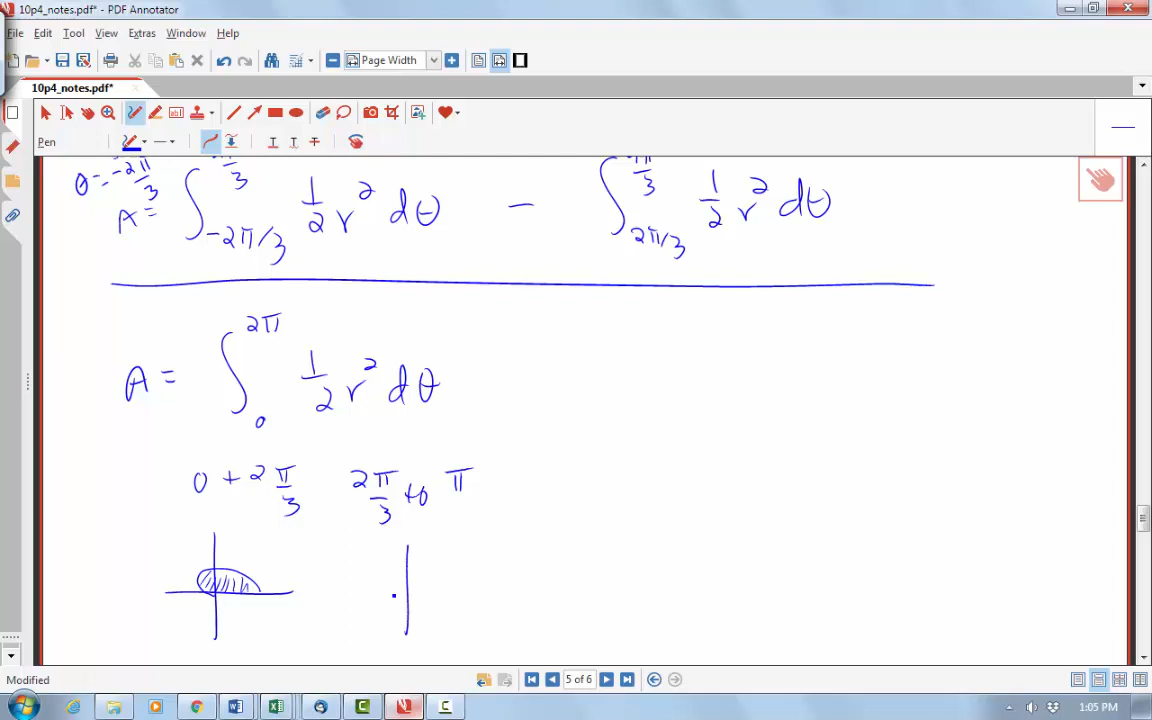 10p4_notes.pdf* - PDF Annotator
File Edit Tool View Extras Window Help
Page Width
10p4_notes.pdf*
Pen
θ = -2π/3
A = ∫_{-2π/3} 1/2 r² dθ - ∫_{2π/3} 1/2 r² dθ
A = ∫_0^{2π} 1/2 r² dθ
0 + 2π/3 2π/3 to π
5 of 6
Modified
1:05 PM